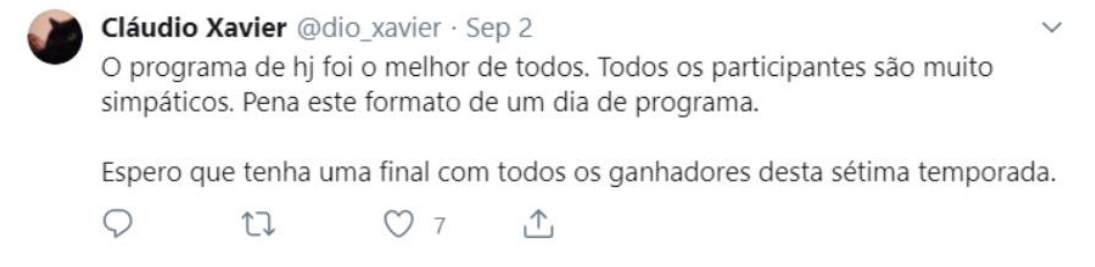 Cláudio Xavier @dio_xavier · Sep 2
O programa de hj foi o melhor de todos. Todos os participantes são muito
simpáticos. Pena este formato de um dia de programa.
Espero que tenha uma final com todos os ganhadores desta sétima temporada.
7